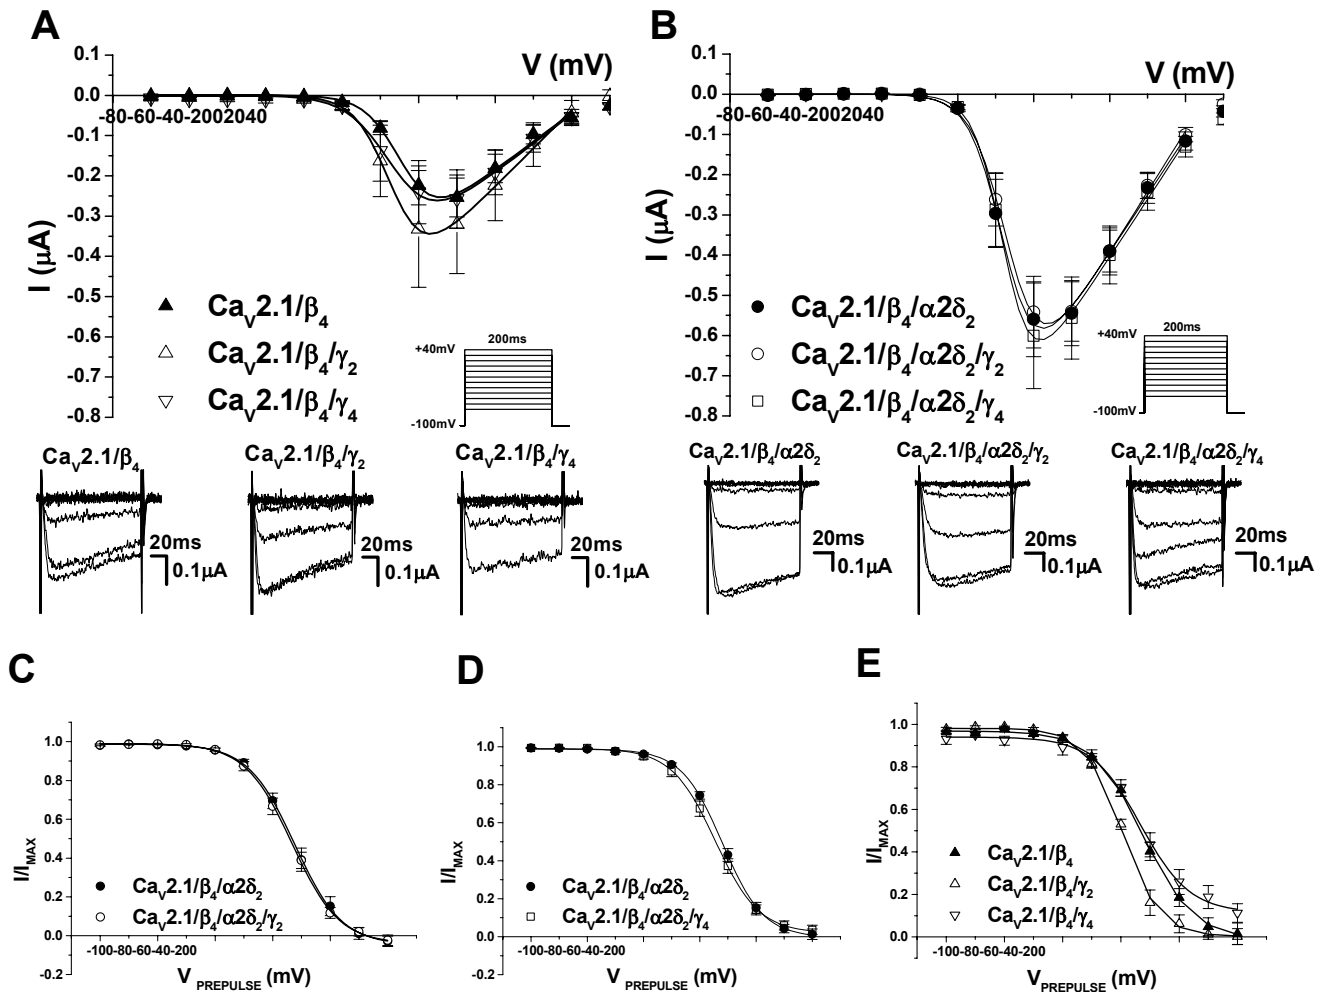 A
0.1
0.0
-0.1
-0.2
-0.3
-0.4
-0.5
-0.6
-0.7
-0.8
I (μA)
V (mV)
-80-60-40-2002040
CaV2.1/β4
CaV2.1/β4/γ2
CaV2.1/β4/γ4
200ms
+40mV
-100mV
CaV2.1/β4
CaV2.1/β4/γ2
CaV2.1/β4/γ4
20ms
0.1μA
20ms
0.1μA
20ms
0.1μA
B
0.1
0.0
-0.1
-0.2
-0.3
-0.4
-0.5
-0.6
-0.7
-0.8
I (μA)
V (mV)
-80-60-40-2002040
CaV2.1/β4/α2δ2
CaV2.1/β4/α2δ2/γ2
CaV2.1/β4/α2δ2/γ4
200ms
+40mV
-100mV
CaV2.1/β4/α2δ2
CaV2.1/β4/α2δ2/γ2
CaV2.1/β4/α2δ2/γ4
20ms
0.1μA
20ms
0.1μA
20ms
0.1μA
C
1.0
0.8
0.6
0.4
0.2
0.0
-0.2
I/IMAX
CaV2.1/β4/α2δ2
CaV2.1/β4/α2δ2/γ2
-100-80-60-40-200
VPREPULSE (mV)
D
1.0
0.8
0.6
0.4
0.2
0.0
-0.2
I/IMAX
CaV2.1/β4/α2δ2
CaV2.1/β4/α2δ2/γ4
-100-80-60-40-200
VPREPULSE (mV)
E
1.0
0.8
0.6
0.4
0.2
0.0
I/IMAX
CaV2.1/β4
CaV2.1/β4/γ2
CaV2.1/β4/γ4
-100-80-60-40-200
VPREPULSE (mV)